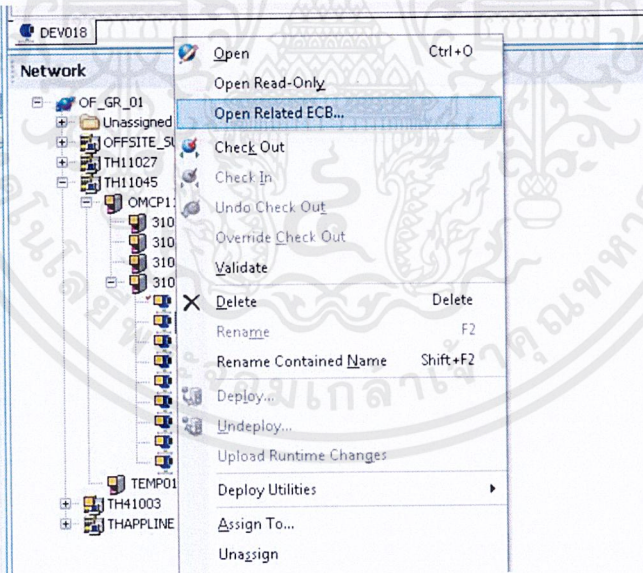 DEV018
Network
OF_GR_01
Unassigned
OFFSITE_SU
TH11027
TH11045
OMCP11
310
310
310
310
TEMP01
TH41003
THAPPLINE
Open Ctrl+O
Open Read-Only
Open Related ECB...
Check Out
Check In
Undo Check Out
Override Check Out
Validate
Delete Delete
Rename F2
Rename Contained Name Shift+F2
Deploy...
Undeploy...
Upload Runtime Changes
Deploy Utilities
Assign To...
Unassign